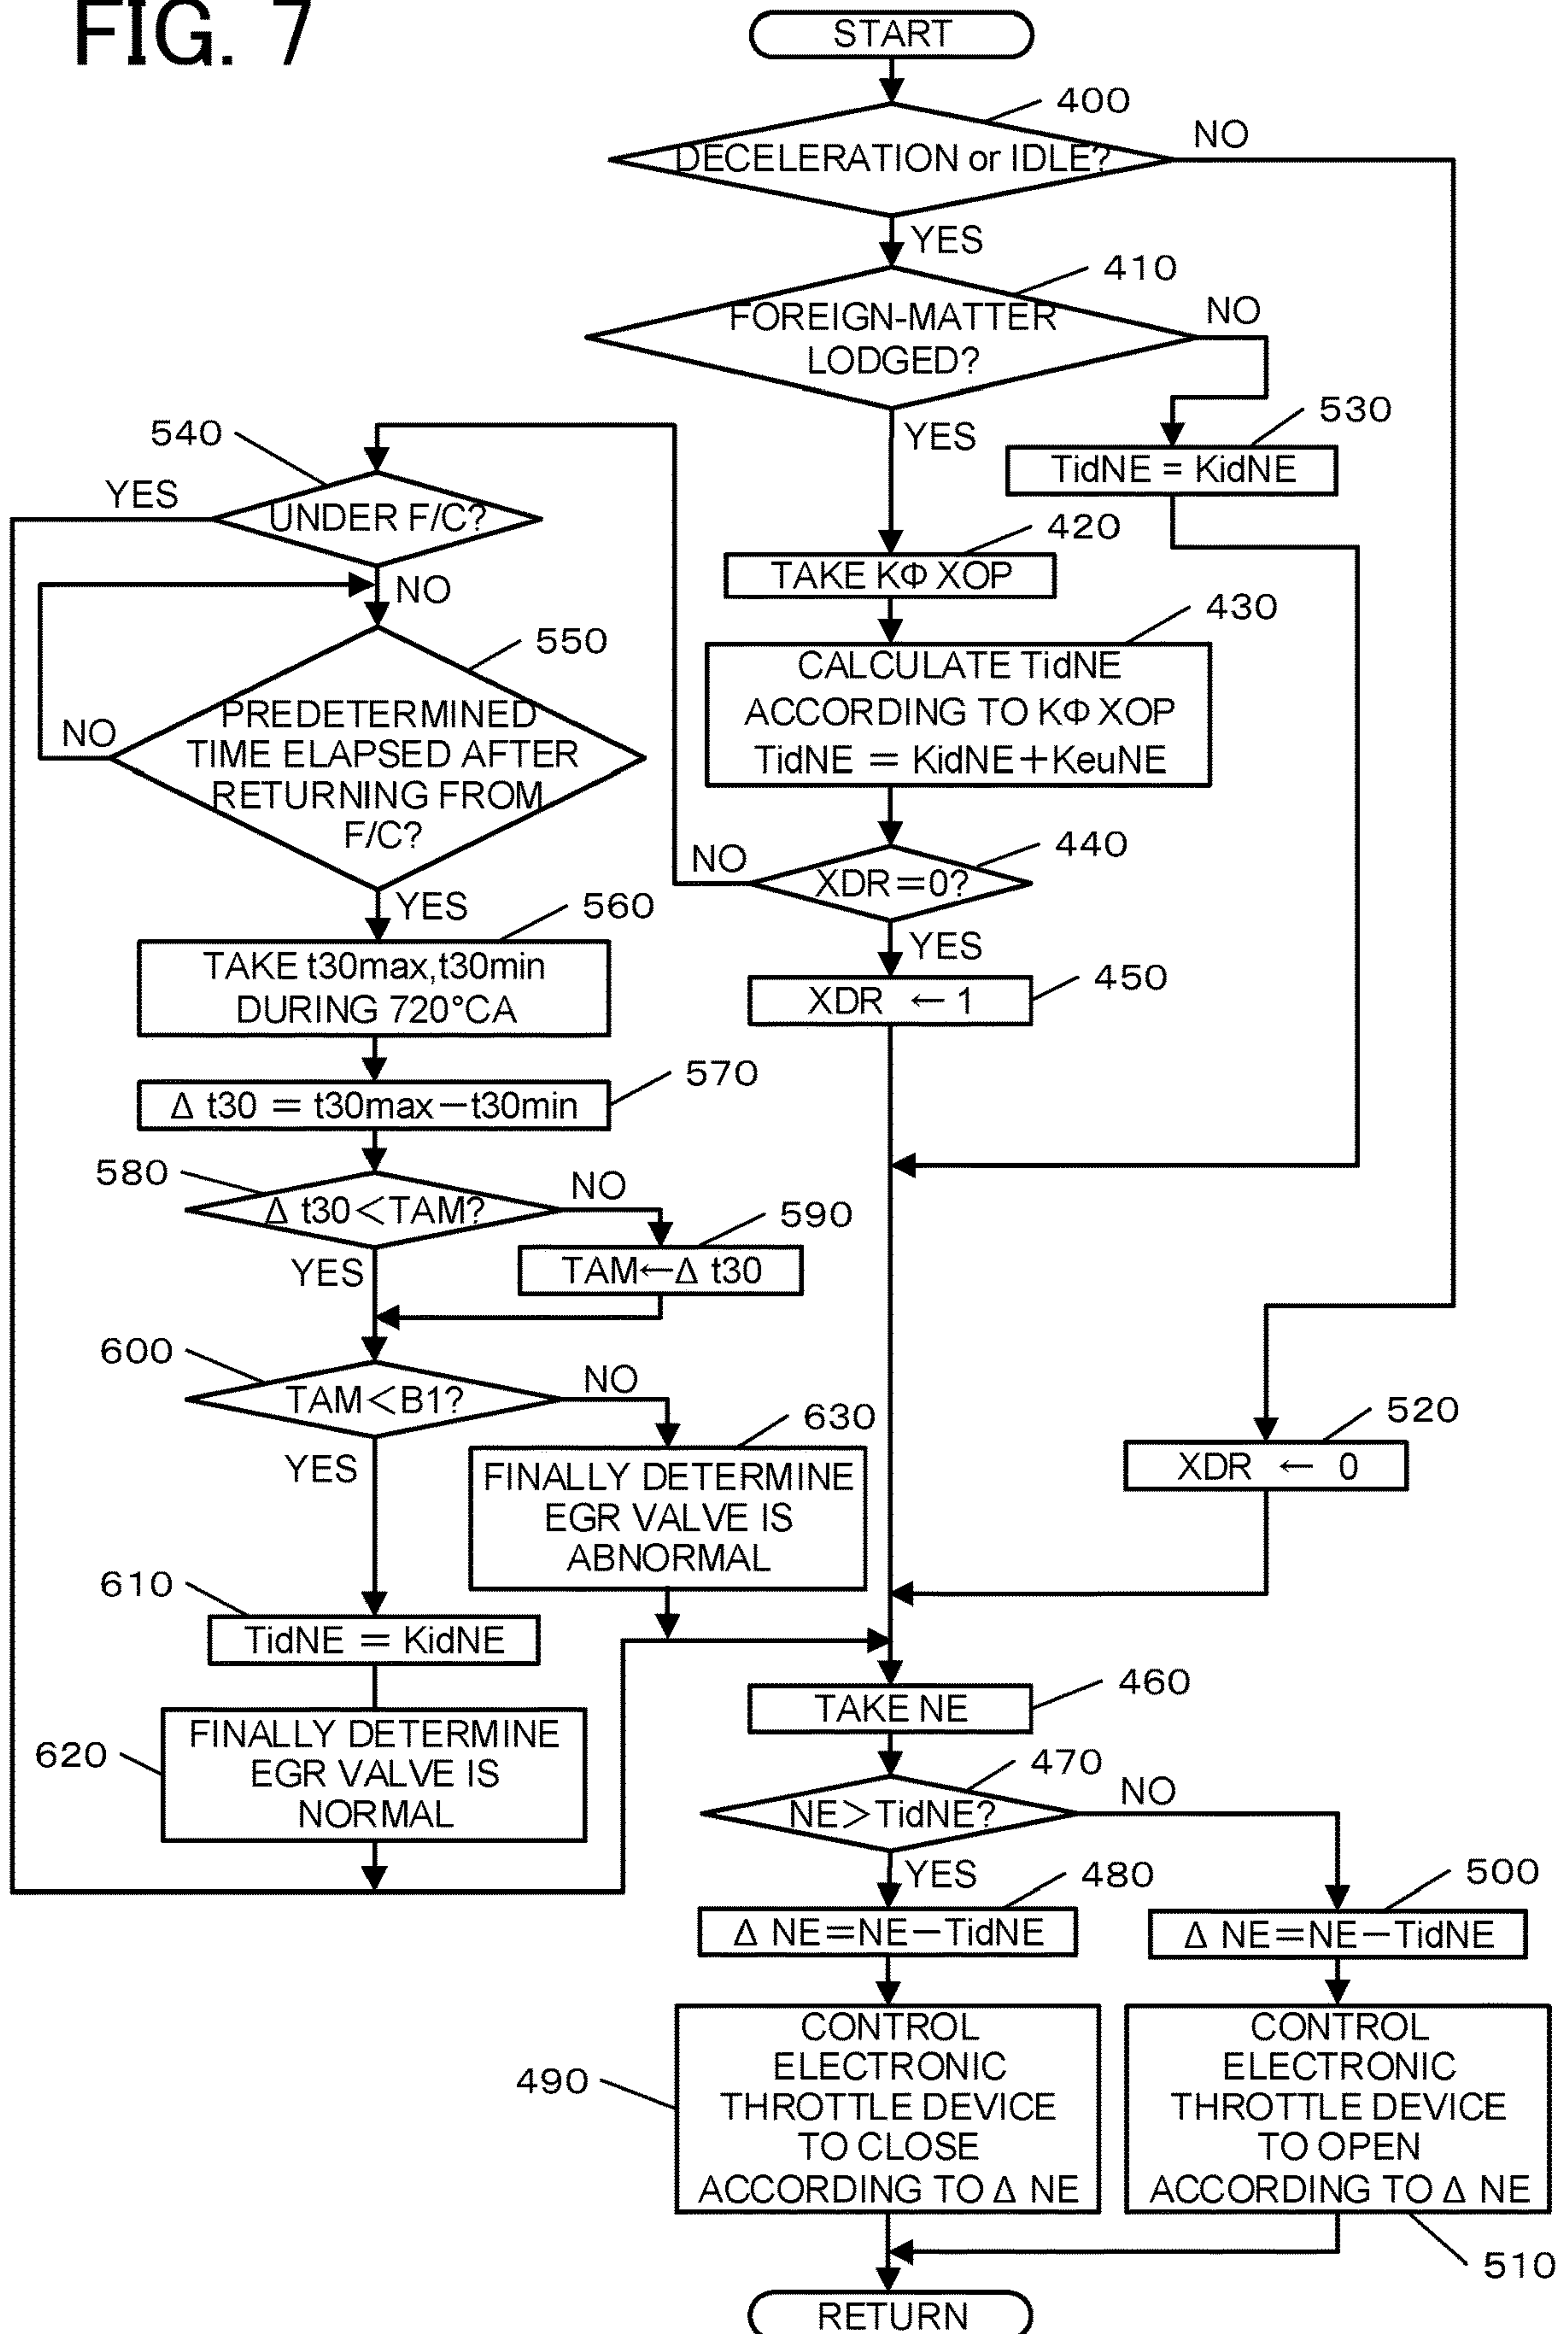 FIG. 7
START
400
DECELERATION or IDLE?
NO
YES
410
FOREIGN-MATTER
LODGED?
NO
YES
530
TidNE = KidNE
420
TAKE KΦ XOP
430
CALCULATE TidNE
ACCORDING TO KΦ XOP
TidNE = KidNE+KeuNE
440
XDR=0?
NO
YES
450
XDR ← 1
540
UNDER F/C?
YES
NO
550
PREDETERMINED
TIME ELAPSED AFTER
RETURNING FROM
F/C?
NO
YES
560
TAKE t30max,t30min
DURING 720°CA
570
Δ t30 = t30max−t30min
580
Δ t30<TAM?
NO
YES
590
TAM←Δ t30
600
TAM<B1?
NO
YES
630
FINALLY DETERMINE
EGR VALVE IS
ABNORMAL
610
TidNE = KidNE
620
FINALLY DETERMINE
EGR VALVE IS
NORMAL
520
XDR ← 0
460
TAKE NE
470
NE>TidNE?
NO
YES
480
Δ NE=NE−TidNE
500
Δ NE=NE−TidNE
490
CONTROL
ELECTRONIC
THROTTLE DEVICE
TO CLOSE
ACCORDING TO Δ NE
CONTROL
ELECTRONIC
THROTTLE DEVICE
TO OPEN
ACCORDING TO Δ NE
510
RETURN